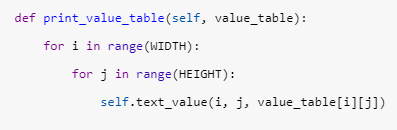 def print_value_table(self, value_table):
    for i in range(WIDTH):
        for j in range(HEIGHT):
            self.text_value(i, j, value_table[i][j])